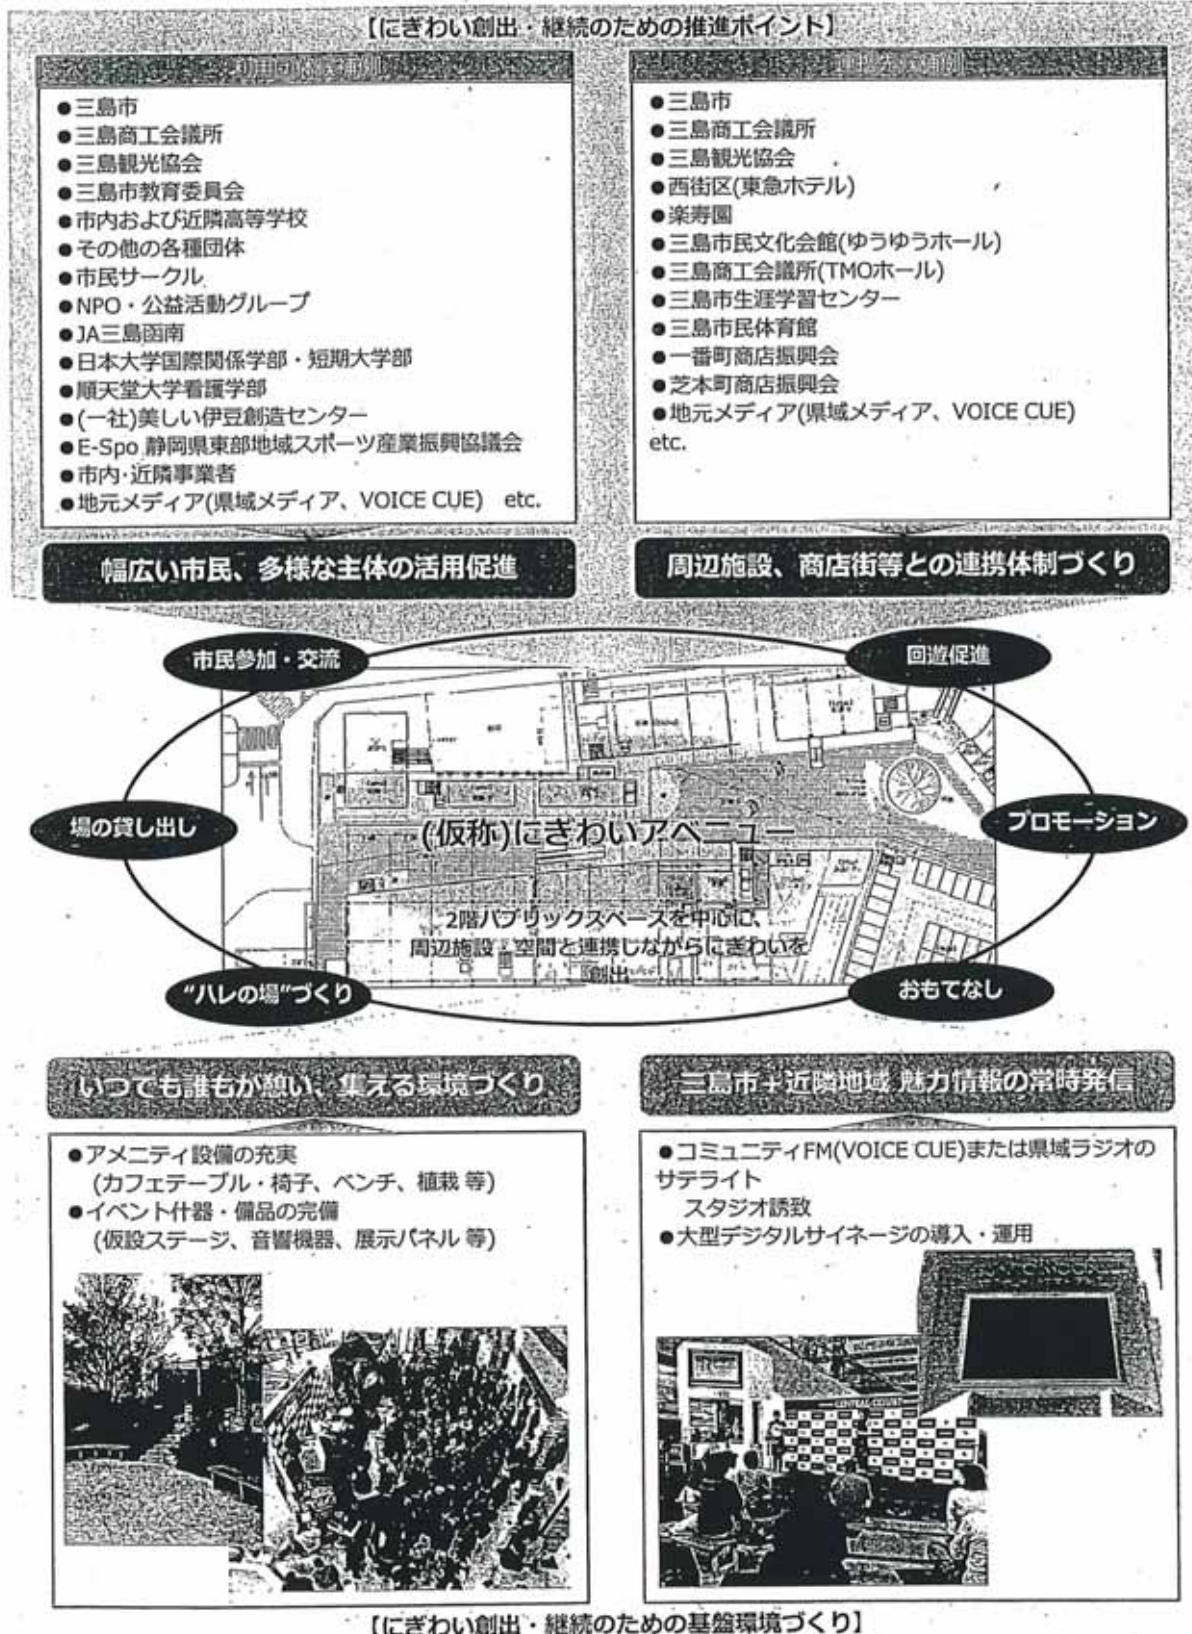 【にぎわい創出・継続のための推進ポイント】
●三島市
●三島商工会議所
●三島観光協会
●三島市教育委員会
●市内および近隣高等学校
●その他の各種団体
●市民サークル
●NPO・公益活動グループ
●JA三島函南
●日本大学国際関係学部・短期大学部
●順天堂大学看護学部
●(一社)美しい伊豆創造センター
●E-Spo 静岡県東部地域スポーツ産業振興協議会
●市内・近隣事業者
●地元メディア(県域メディア、VOICE CUE) etc.
幅広い市民、多様な主体の活用促進
●三島市
●三島商工会議所
●三島観光協会
●西街区(東急ホテル)
●楽寿園
●三島市民文化会館(ゆうゆうホール)
●三島商工会議所(TMOホール)
●三島市生涯学習センター
●三島市民体育館
●一番町商店振興会
●芝本町商店振興会
●地元メディア(県域メディア、VOICE CUE)
etc.
周辺施設、商店街等との連携体制づくり
市民参加・交流
回遊促進
場の貸し出し
(仮称)にぎわいアベニュー
プロモーション
2階パブリックスペースを中心に、
周辺施設・空間と連携しながらにぎわいを
創出
"ハレの場"づくり
おもてなし
いつでも誰もが憩い、集える環境づくり
●アメニティ設備の充実
(カフェテーブル・椅子、ベンチ、植栽 等)
●イベント什器・備品の完備
(仮設ステージ、音響機器、展示パネル 等)
三島市+近隣地域 魅力情報の常時発信
●コミュニティFM(VOICE CUE)または県域ラジオの
サテライト
スタジオ誘致
●大型デジタルサイネージの導入・運用
CENTRAL COURT
【にぎわい創出・継続のための基盤環境づくり】